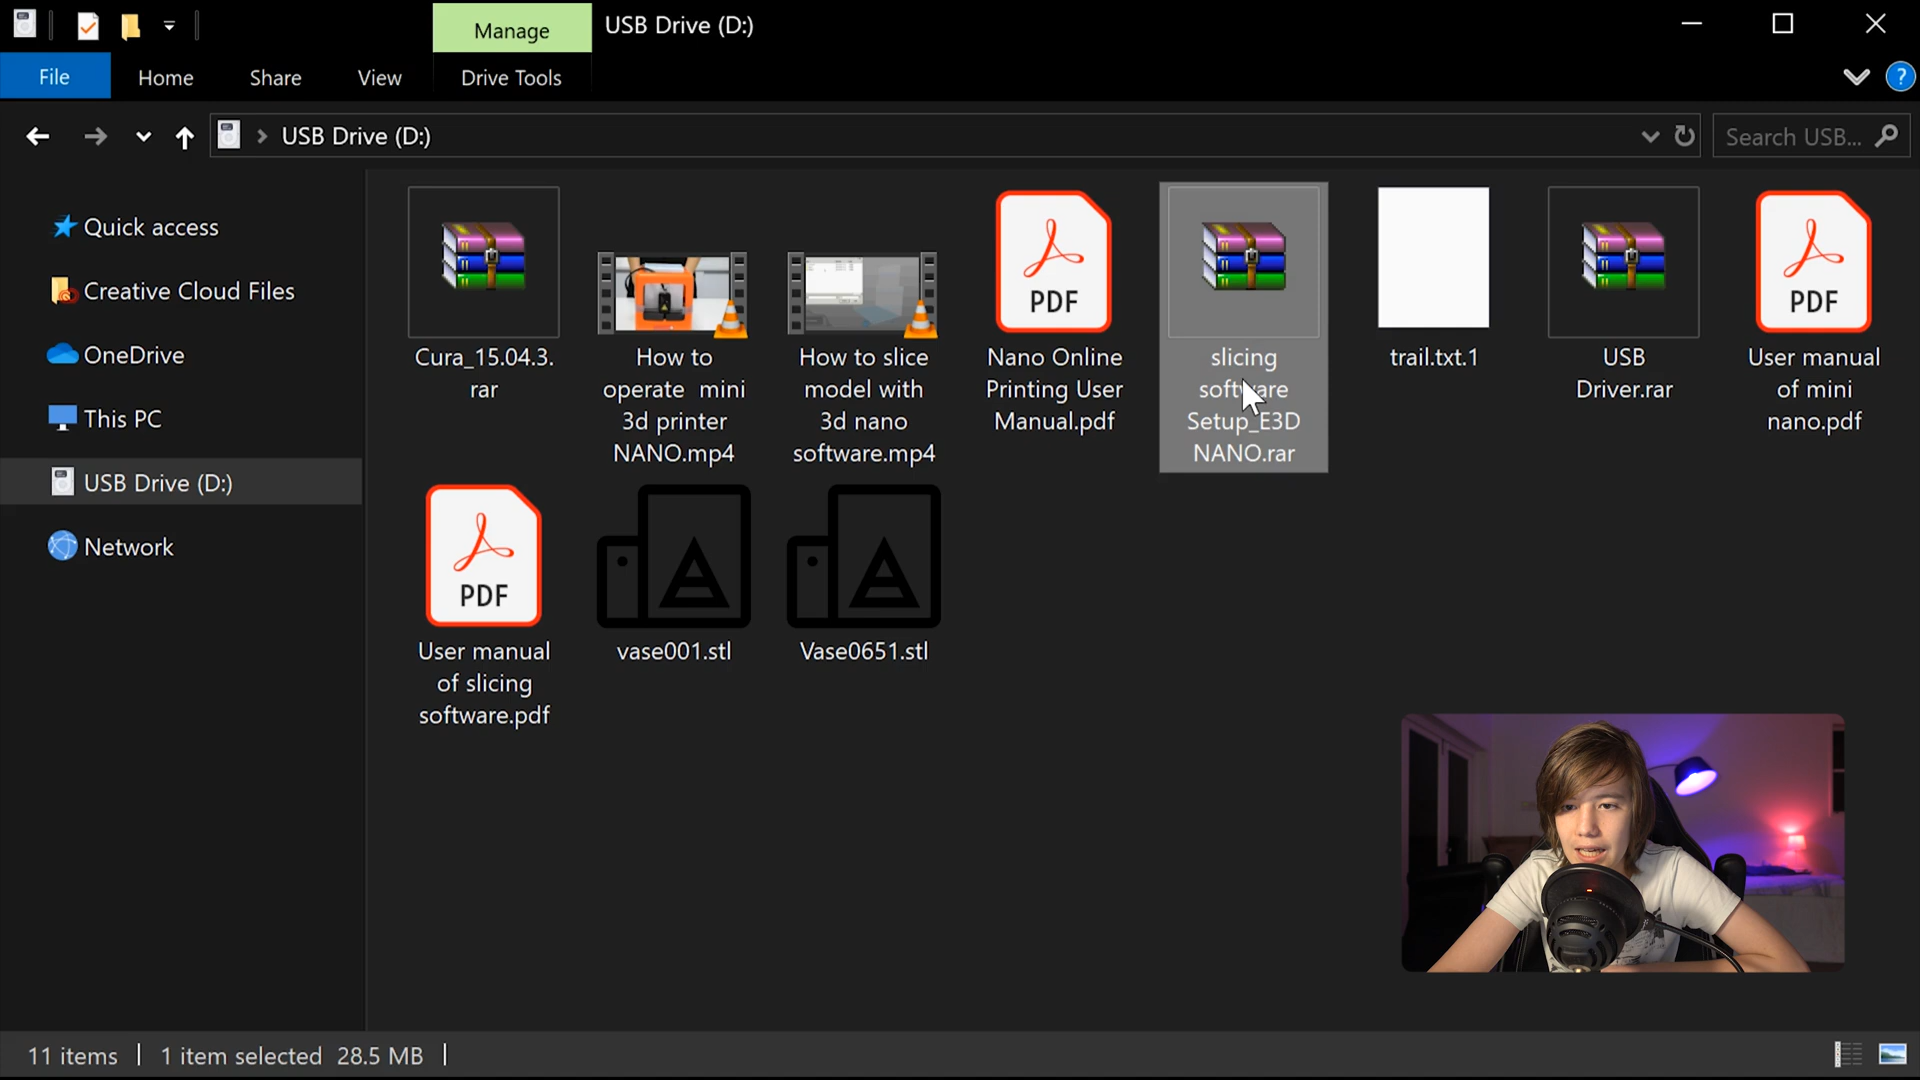 Manage
USB Drive (D:)
File
Home
Share
View
Drive Tools
?
USB Drive (D:)
Search USB...
Quick access
Creative Cloud Files
OneDrive
This PC
USB Drive (D:)
Network
Cura_15.04.3.
rar
How to
operate  mini
3d printer
NANO.mp4
How to slice
model with
3d nano
software.mp4
PDF
Nano Online
Printing User
Manual.pdf
slicing
software
Setup_E3D
NANO.rar
trail.txt.1
USB
Driver.rar
PDF
User manual
of mini
nano.pdf
PDF
User manual
of slicing
software.pdf
vase001.stl
Vase0651.stl
11 items
1 item selected  28.5 MB